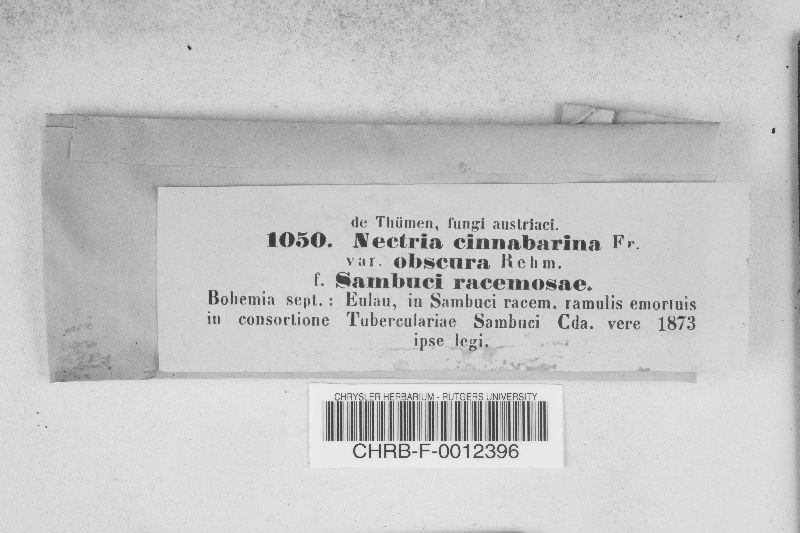 de Thümen, fungi austriaci.
1050. Nectria cinnabarina Fr.
var. obscura Rehm.
f. Sambuci racemosae.
Bohemia sept.: Eulau, in Sambuci racem. ramulis emortuis
in consortione Tuberculariae Sambuci Cda. vere 1873
ipse legi.
CHRYSLER HERBARIUM - RUTGERS UNIVERSITY
CHRB-F-0012396